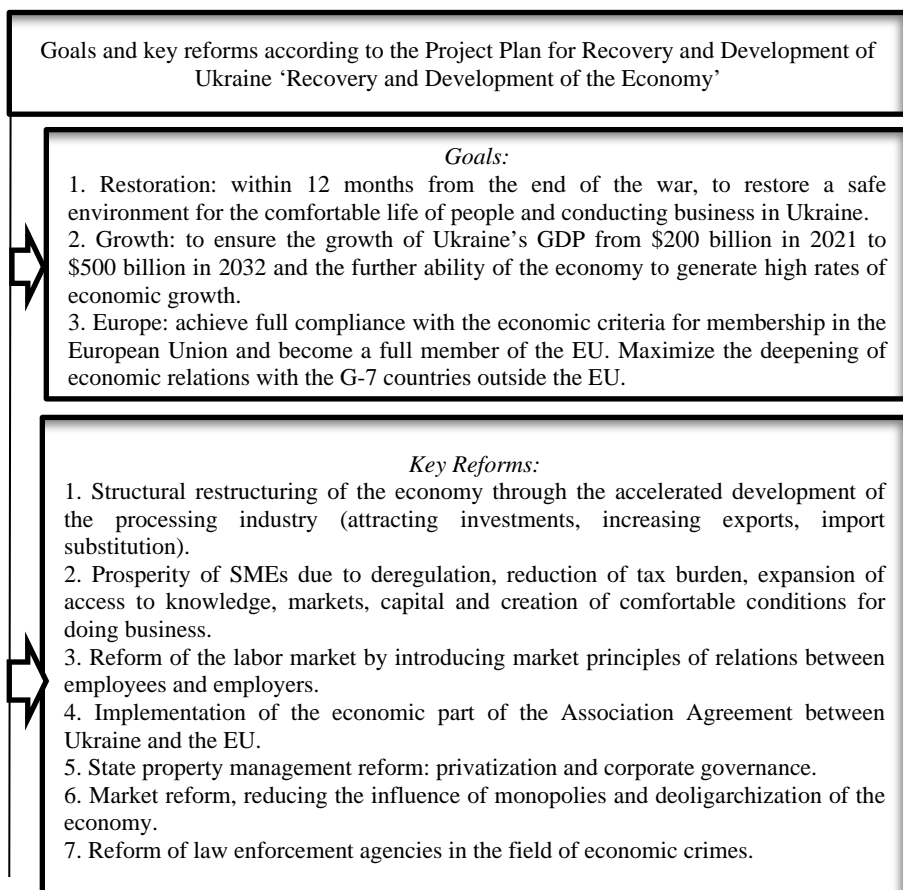 Goals and key reforms according to the Project Plan for Recovery and Development of
Ukraine ‘Recovery and Development of the Economy’
Goals:
1. Restoration: within 12 months from the end of the war, to restore a safe
environment for the comfortable life of people and conducting business in Ukraine.
2. Growth: to ensure the growth of Ukraine’s GDP from $200 billion in 2021 to
$500 billion in 2032 and the further ability of the economy to generate high rates of
economic growth.
3. Europe: achieve full compliance with the economic criteria for membership in the
European Union and become a full member of the EU. Maximize the deepening of
economic relations with the G-7 countries outside the EU.
Key Reforms:
1. Structural restructuring of the economy through the accelerated development of
the processing industry (attracting investments, increasing exports, import
substitution).
2. Prosperity of SMEs due to deregulation, reduction of tax burden, expansion of
access to knowledge, markets, capital and creation of comfortable conditions for
doing business.
3. Reform of the labor market by introducing market principles of relations between
employees and employers.
4. Implementation of the economic part of the Association Agreement between
Ukraine and the EU.
5. State property management reform: privatization and corporate governance.
6. Market reform, reducing the influence of monopolies and deoligarchization of the
economy.
7. Reform of law enforcement agencies in the field of economic crimes.